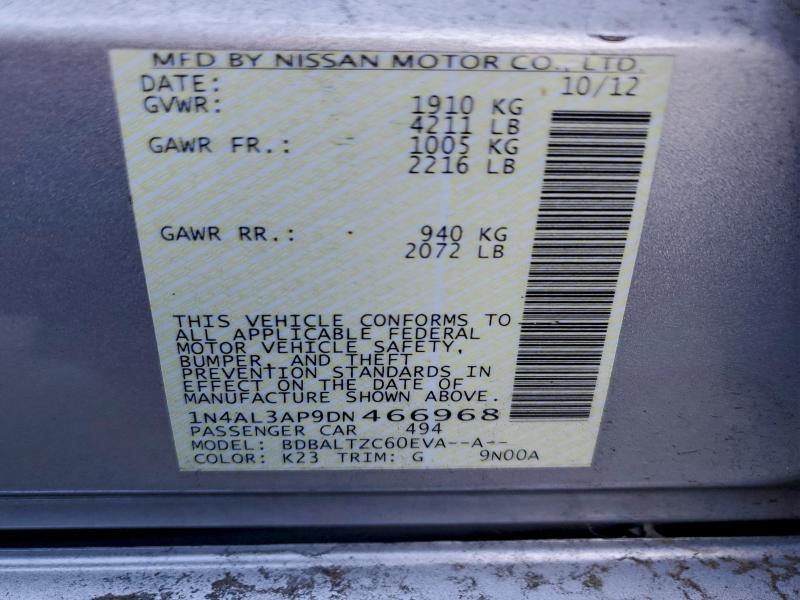 MFD BY NISSAN MOTOR CO., LTD.
DATE: 10/12
GVWR: 1910 KG
4211 LB
GAWR FR.: 1005 KG
2216 LB
GAWR RR.: 940 KG
2072 LB
THIS VEHICLE CONFORMS TO
ALL APPLICABLE FEDERAL
MOTOR VEHICLE SAFETY,
BUMPER, AND THEFT
PREVENTION STANDARDS IN
EFFECT ON THE DATE OF
MANUFACTURE SHOWN ABOVE.
1N4AL3AP9DN466968
PASSENGER CAR 494
MODEL: BDBALTZC60EVA--A--
COLOR: K23 TRIM: G 9N00A